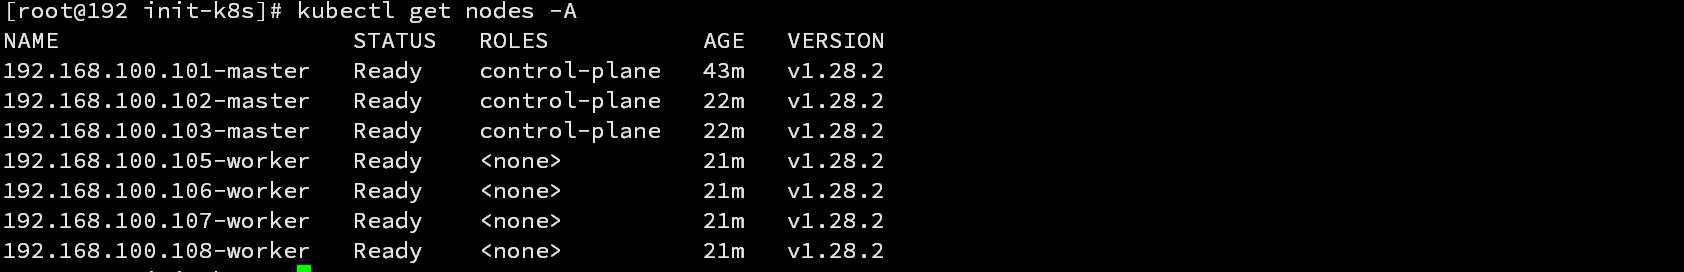 [root@192 init-k8s]# kubectl get nodes -A
NAME                     STATUS   ROLES           AGE   VERSION
192.168.100.101-master   Ready    control-plane   43m   v1.28.2
192.168.100.102-master   Ready    control-plane   22m   v1.28.2
192.168.100.103-master   Ready    control-plane   22m   v1.28.2
192.168.100.105-worker   Ready    <none>          21m   v1.28.2
192.168.100.106-worker   Ready    <none>          21m   v1.28.2
192.168.100.107-worker   Ready    <none>          21m   v1.28.2
192.168.100.108-worker   Ready    <none>          21m   v1.28.2